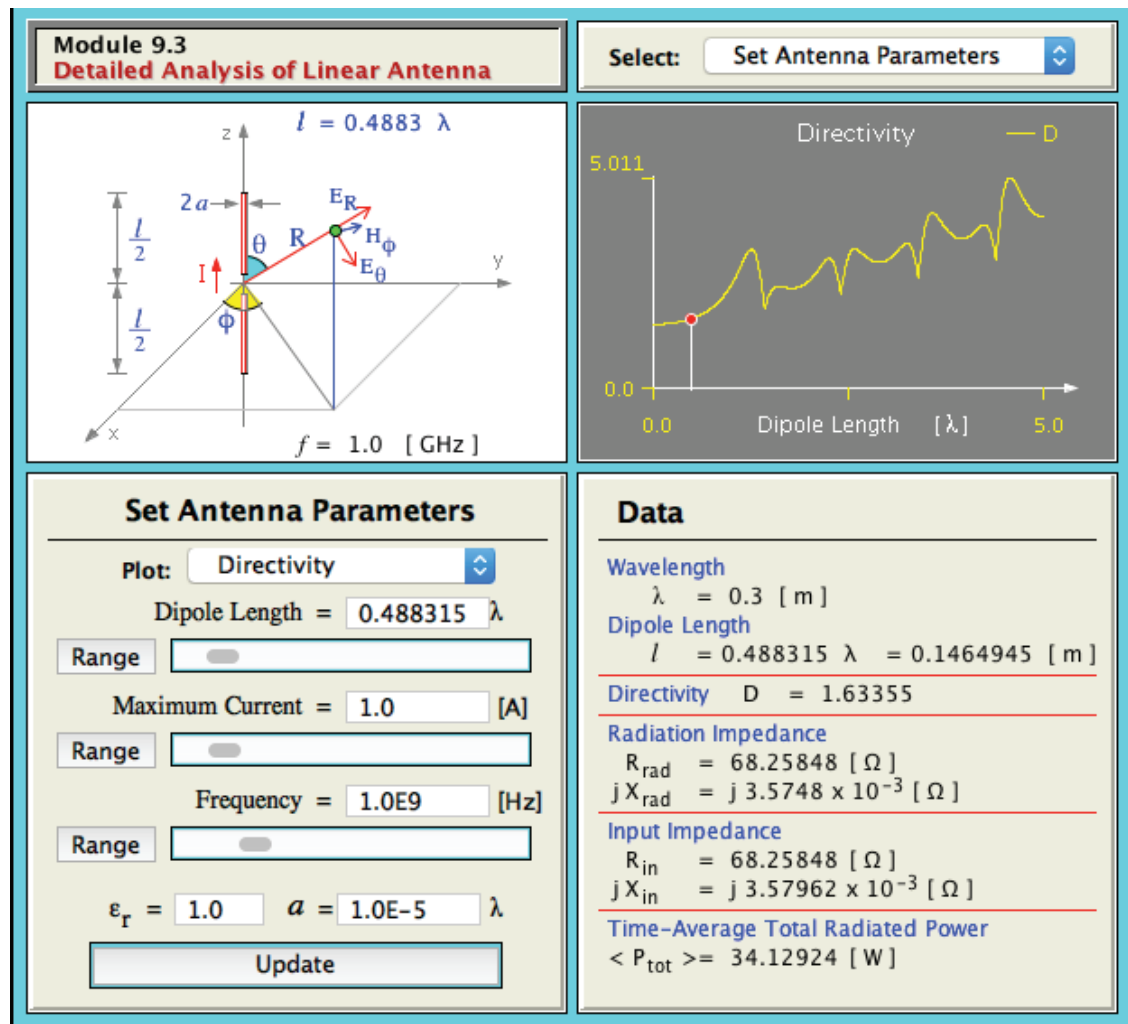 Module 9.3
Detailed Analysis of Linear Antenna
Select: Set Antenna Parameters
l = 0.4883 λ
z
2a
E_R
l/2
θ
R
H_ϕ
E_θ
y
I
ϕ
l/2
x
f = 1.0 [ GHz ]
Directivity
D
5.011
0.0
0.0
Dipole Length [λ]
5.0
Set Antenna Parameters
Plot: Directivity
Dipole Length = 0.488315 λ
Range
Maximum Current = 1.0 [A]
Range
Frequency = 1.0E9 [Hz]
Range
ε_r = 1.0 a = 1.0E-5 λ
Update
Data
Wavelength
λ = 0.3 [ m ]
Dipole Length
l = 0.488315 λ = 0.1464945 [ m ]
Directivity D = 1.63355
Radiation Impedance
R_rad = 68.25848 [ Ω ]
j X_rad = j 3.5748 x 10⁻³ [ Ω ]
Input Impedance
R_in = 68.25848 [ Ω ]
j X_in = j 3.57962 x 10⁻³ [ Ω ]
Time-Average Total Radiated Power
< P_tot >= 34.12924 [ W ]